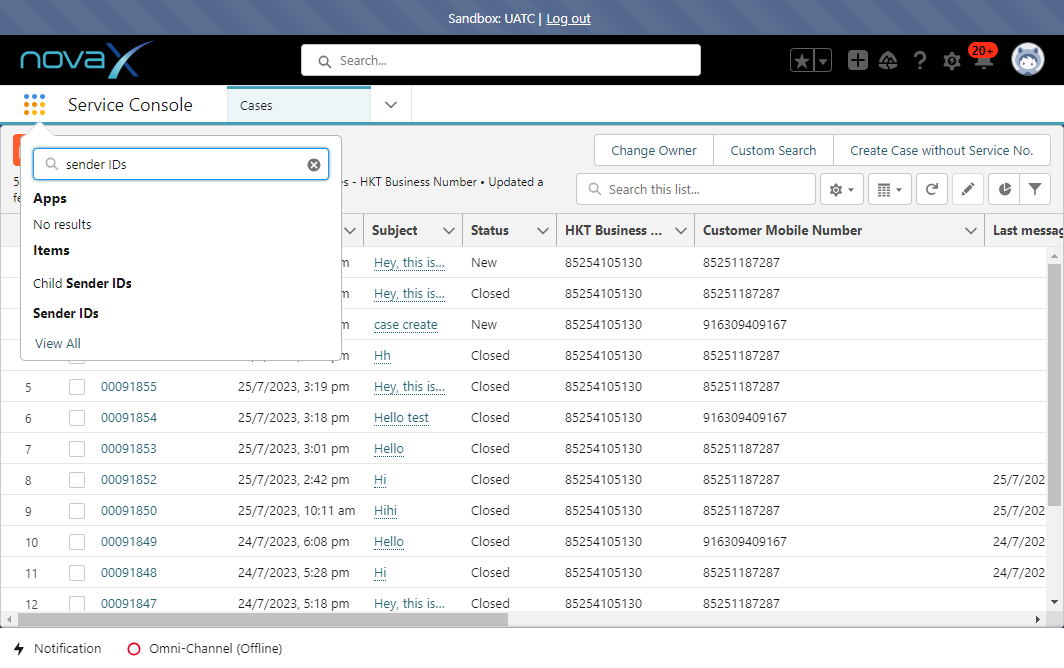 Sandbox: UATC | Log out
novaX
Search...
20+
Service Console
Cases
sender IDs
Apps
No results
Items
Child Sender IDs
Sender IDs
View All
Change Owner
Custom Search
Create Case without Service No.
5
- HKT Business Number • Updated a
fe
Search this list...
Subject Status HKT Business ... Customer Mobile Number Last messag
m Hey, this is... New 85254105130 85251187287
m Hey, this is... Closed 85254105130 85251187287
m case create New 85254105130 916309409167
m Hh Closed 85254105130 85251187287
5 00091855 25/7/2023, 3:19 pm Hey, this is... Closed 85254105130 85251187287
6 00091854 25/7/2023, 3:18 pm Hello test Closed 85254105130 916309409167
7 00091853 25/7/2023, 3:01 pm Hello Closed 85254105130 85251187287
8 00091852 25/7/2023, 2:42 pm Hi Closed 85254105130 85251187287 25/7/202
9 00091850 25/7/2023, 10:11 am Hihi Closed 85254105130 85251187287 25/7/202
10 00091849 24/7/2023, 6:08 pm Hello Closed 85254105130 916309409167 24/7/202
11 00091848 24/7/2023, 5:28 pm Hi Closed 85254105130 85251187287 24/7/202
12 00091847 24/7/2023, 5:18 pm Hey, this is... Closed 85254105130 85251187287
Notification
Omni-Channel (Offline)